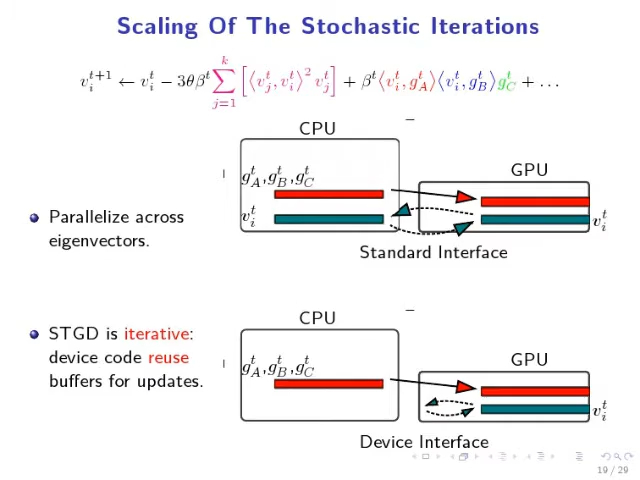 Scaling Of The Stochastic Iterations
v_i^{t+1} ← v_i^t − 3θβ^t \sum_{j=1}^{k} [⟨v_j^t, v_i^t⟩^2 v_j^t] + β^t⟨v_i^t, g_A^t⟩⟨v_i^t, g_B^t⟩g_C^t + ...
CPU
GPU
g_A^t, g_B^t, g_C^t
v_i^t
v_i^t
Standard Interface
Parallelize across
eigenvectors.
CPU
GPU
g_A^t, g_B^t, g_C^t
v_i^t
Device Interface
STGD is iterative:
device code reuse
buffers for updates.
19 / 29